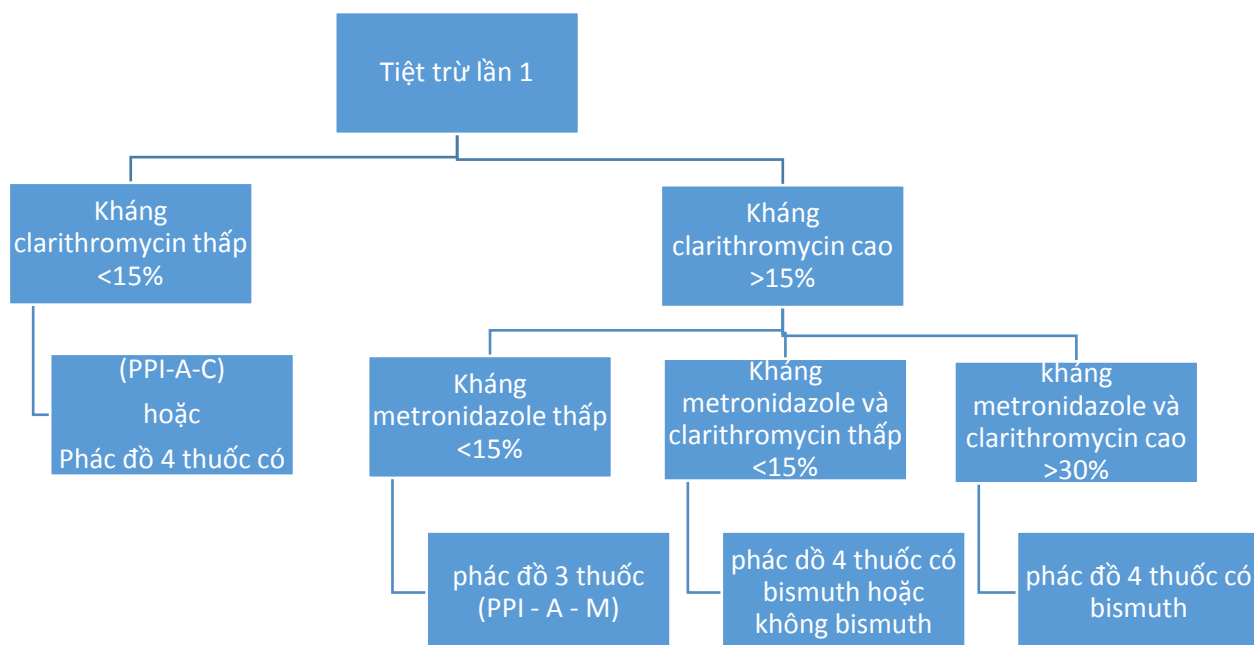 Tiệt trừ lần 1
Kháng
clarithromycin thấp
<15%
Kháng
clarithromycin cao
>15%
(PPI-A-C)
hoặc
Phác đồ 4 thuốc có
Kháng
metronidazole thấp
<15%
Kháng
metronidazole và
clarithromycin thấp
<15%
kháng
metronidazole và
clarithromycin cao
>30%
phác đồ 3 thuốc
(PPI - A - M)
phác dồ 4 thuốc có
bismuth hoặc
không bismuth
phác đồ 4 thuốc có
bismuth